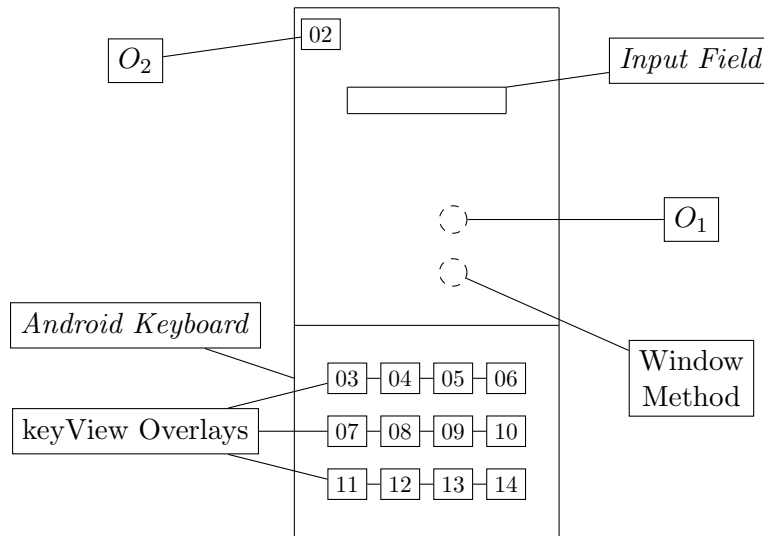 02
O₂
Input Field
O₁
Android Keyboard
Window
Method
03 04 05 06
keyView Overlays
07 08 09 10
11 12 13 14